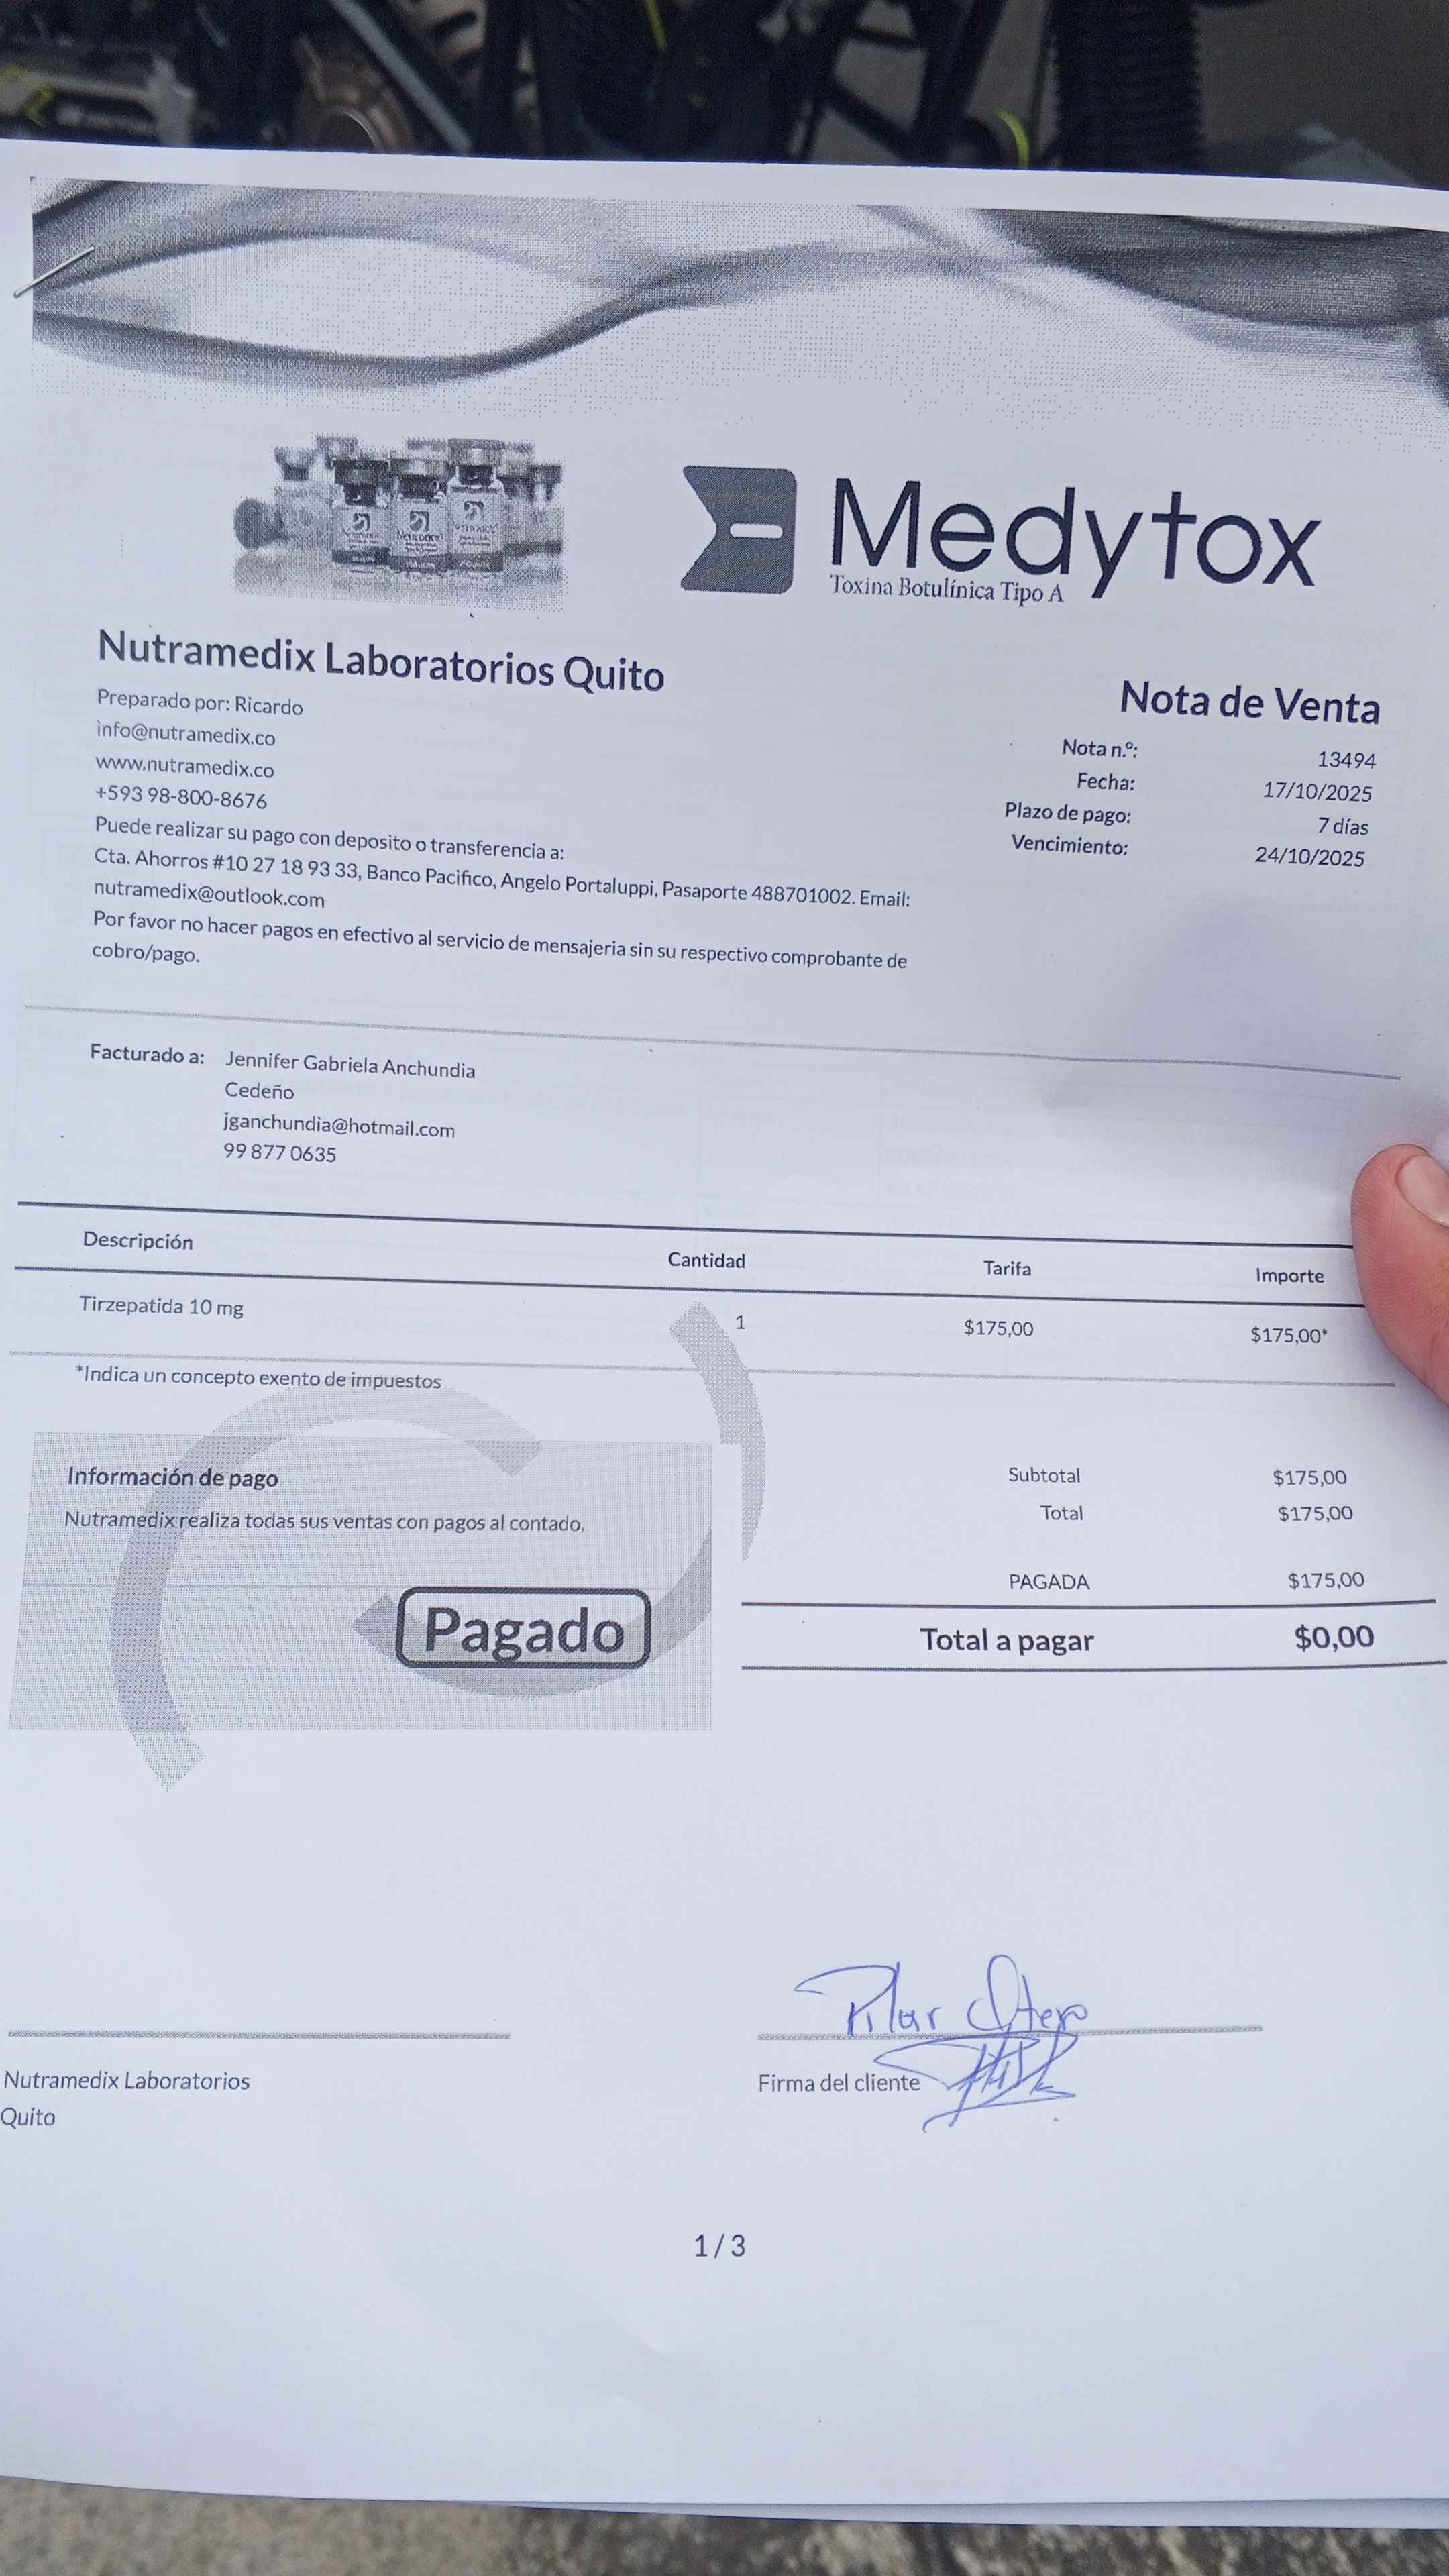 Medytox
Toxina Botulínica Tipo A
Nutramedix Laboratorios Quito
Preparado por: Ricardo
info@nutramedix.co
www.nutramedix.co
+593 98-800-8676
Puede realizar su pago con deposito o transferencia a:
Cta. Ahorros #10 27 18 93 33, Banco Pacifico, Angelo Portaluppi, Pasaporte 488701002. Email:
nutramedix@outlook.com
Por favor no hacer pagos en efectivo al servicio de mensajeria sin su respectivo comprobante de
cobro/pago.
Nota de Venta
Nota n.º: 13494
Fecha: 17/10/2025
Plazo de pago: 7 días
Vencimiento: 24/10/2025
Facturado a: Jennifer Gabriela Anchundia
Cedeño
jganchundia@hotmail.com
99 877 0635
Descripción Cantidad Tarifa Importe
Tirzepatida 10 mg 1 $175,00 $175,00*
*Indica un concepto exento de impuestos
Información de pago
Nutramedix realiza todas sus ventas con pagos al contado.
Pagado
Subtotal $175,00
Total $175,00
PAGADA $175,00
Total a pagar $0,00
Pilar Otero
Nutramedix Laboratorios
Quito
Firma del cliente
1 / 3